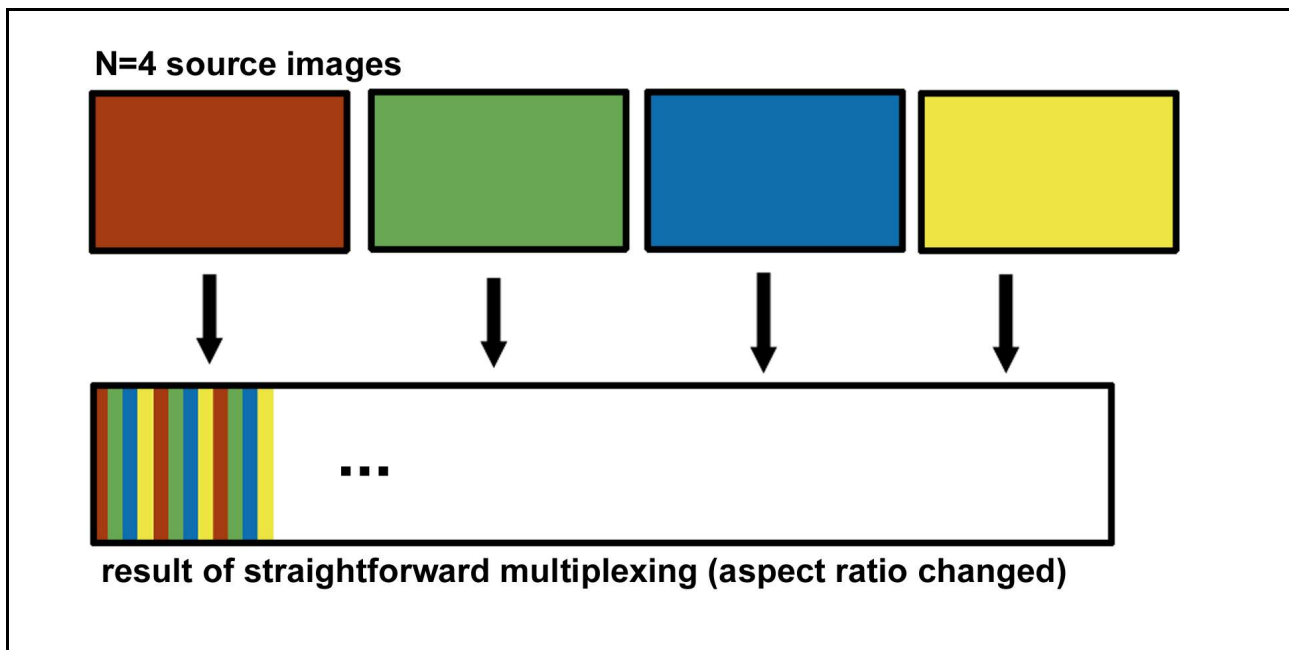 N=4 source images
...
result of straightforward multiplexing (aspect ratio changed)